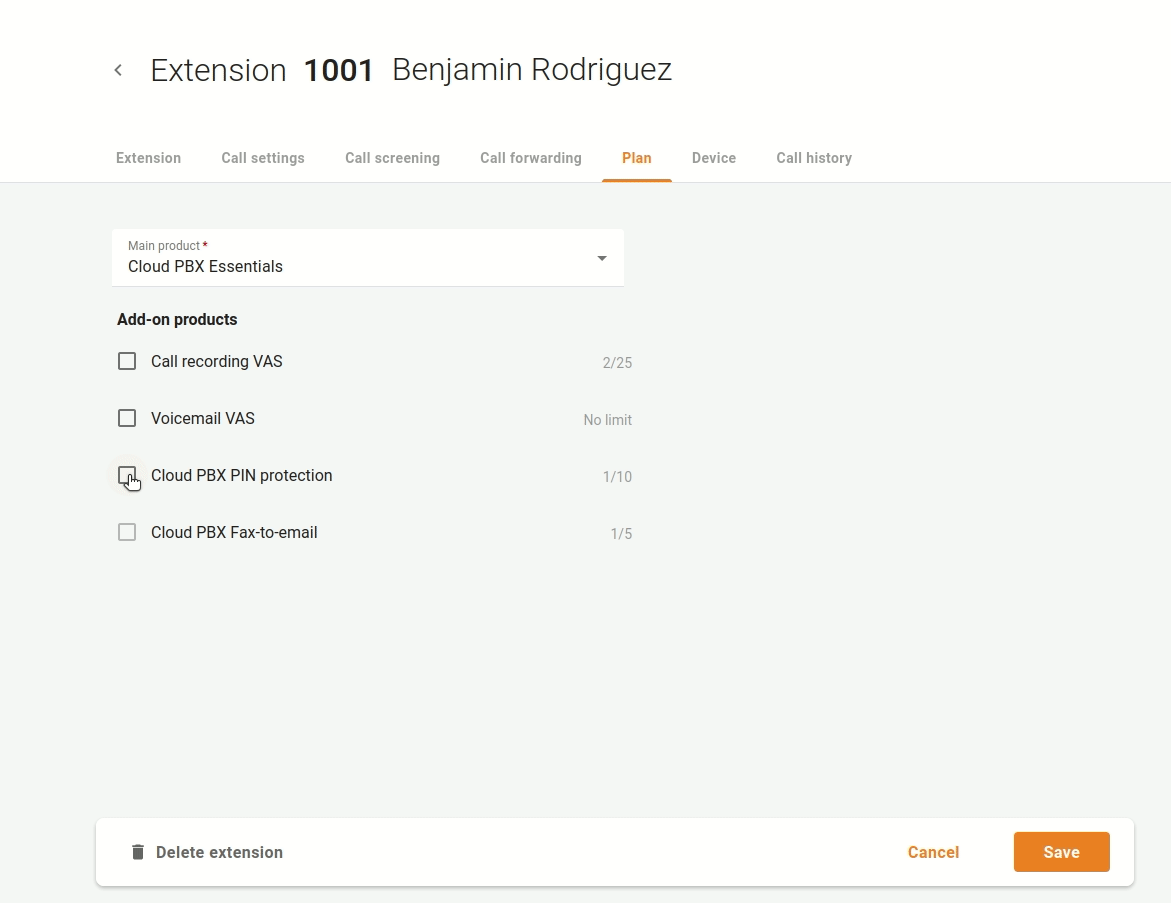 Extension 1001 Benjamin Rodriguez
Extension Call settings Call screening Call forwarding Plan Device Call history
Main product *
Cloud PBX Essentials
Add-on products
Call recording VAS 2/25
Voicemail VAS No limit
Cloud PBX PIN protection 1/10
Cloud PBX Fax-to-email 1/5
Delete extension Cancel Save